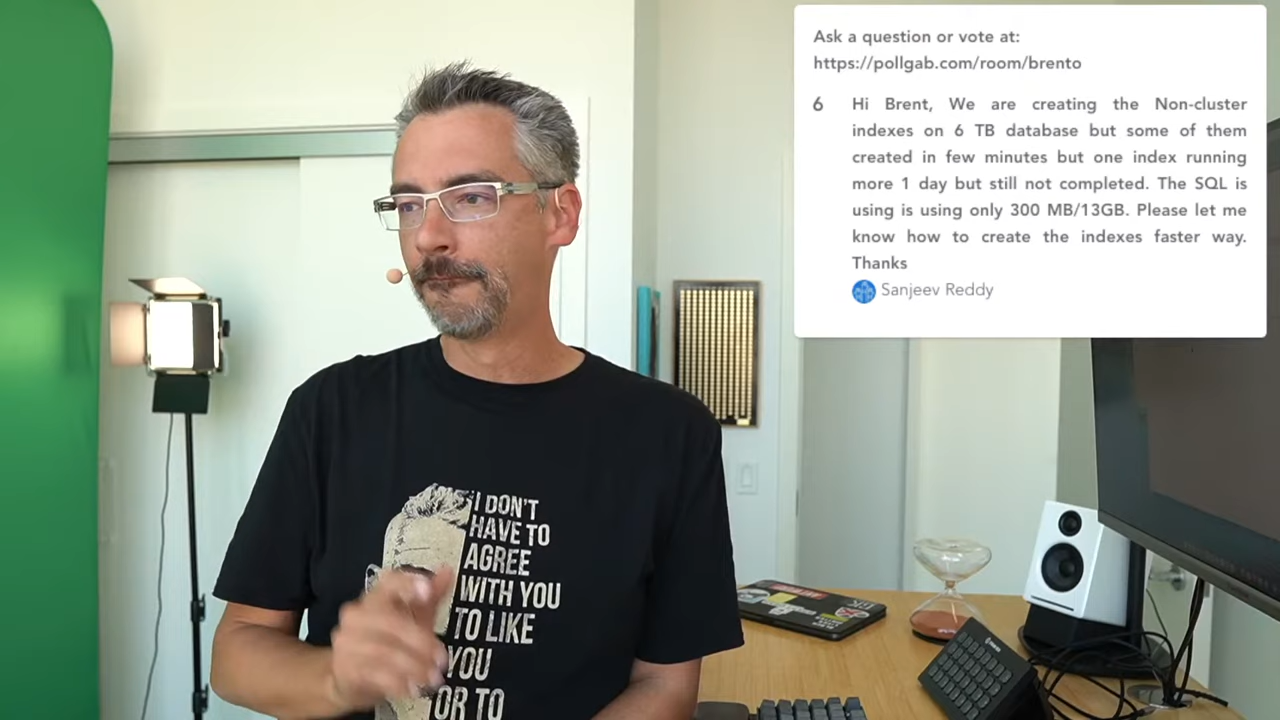 Ask a question or vote at:
https://pollgab.com/room/brento
6
Hi Brent, We are creating the Non-cluster
indexes on 6 TB database but some of them
created in few minutes but one index running
more 1 day but still not completed. The SQL is
using is using only 300 MB/13GB. Please let me
know how to create the indexes faster way.
Thanks
Sanjeev Reddy
I DON'T
HAVE TO
AGREE
WITH YOU
TO LIKE
YOU
OR TO